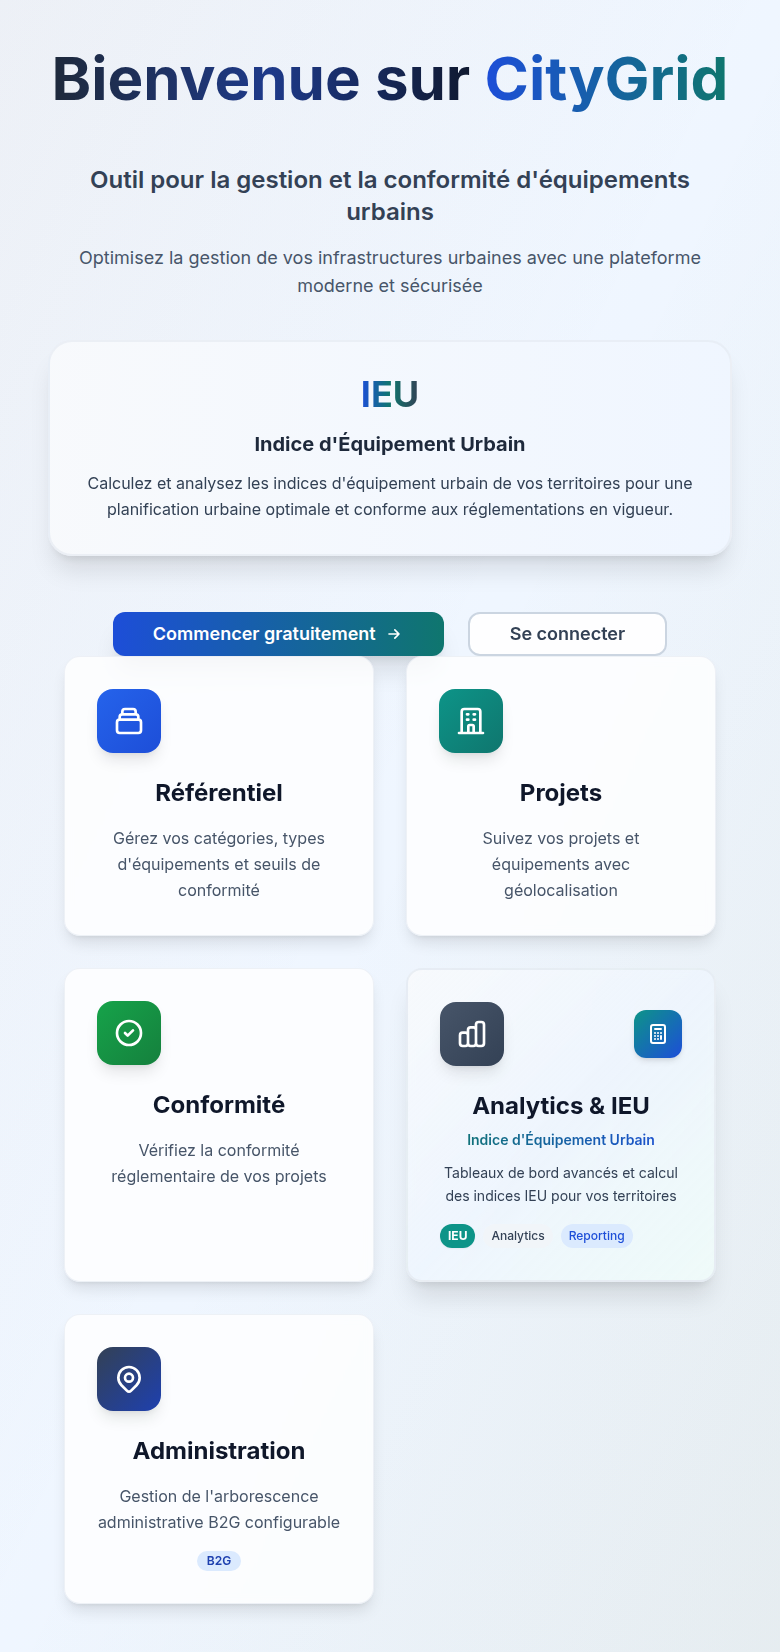 Bienvenue sur CityGrid
Outil pour la gestion et la conformité d'équipements
urbains
Optimisez la gestion de vos infrastructures urbaines avec une plateforme
moderne et sécurisée
IEU
Indice d'Équipement Urbain
Calculez et analysez les indices d'équipement urbain de vos territoires pour une
planification urbaine optimale et conforme aux réglementations en vigueur.
Commencer gratuitement →
Se connecter
Référentiel
Gérez vos catégories, types
d'équipements et seuils de
conformité
Projets
Suivez vos projets et
équipements avec
géolocalisation
Conformité
Vérifiez la conformité
réglementaire de vos projets
Analytics & IEU
Indice d'Équipement Urbain
Tableaux de bord avancés et calcul
des indices IEU pour vos territoires
IEU Analytics Reporting
Administration
Gestion de l'arborescence
administrative B2G configurable
B2G